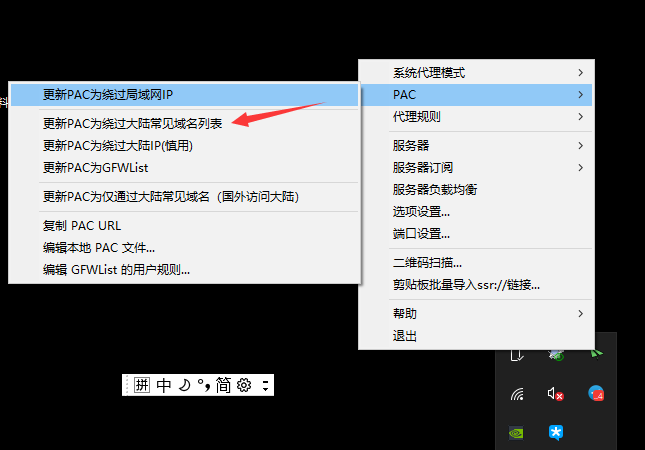 系统代理模式
PAC
代理规则
服务器
服务器订阅
服务器负载均衡
选项设置...
端口设置...
二维码扫描...
剪贴板批量导入ssr://链接...
帮助
退出
更新PAC为绕过局域网IP
更新PAC为绕过大陆常见域名列表
更新PAC为绕过大陆IP(慎用)
更新PAC为GFWList
更新PAC为仅通过大陆常见域名（国外访问大陆）
复制 PAC URL
编辑本地 PAC 文件...
编辑 GFWList 的用户规则...
拼 中 简